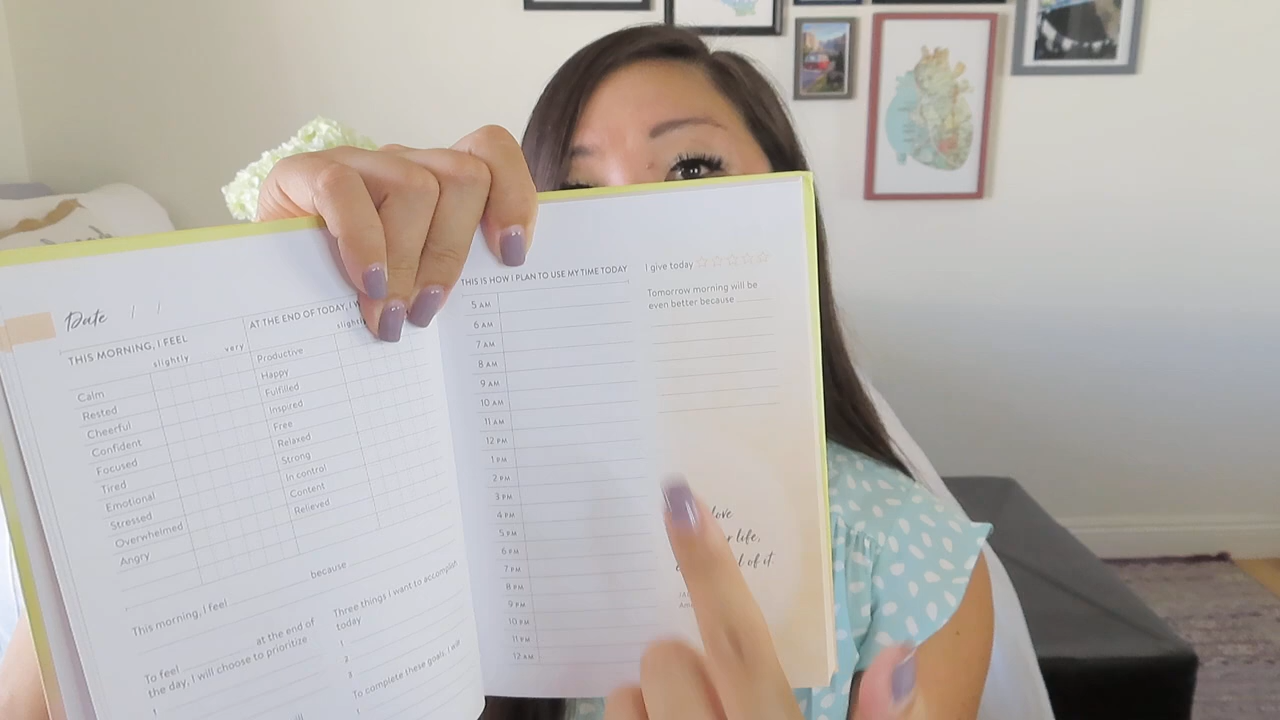 Date / /
THIS MORNING, I FEEL
slightly very
Calm
Rested
Cheerful
Confident
Focused
Tired
Emotional
Stressed
Overwhelmed
Angry
AT THE END OF TODAY, I
slightly
Productive
Happy
Fulfilled
Inspired
Free
Relaxed
Strong
In control
Content
Relieved
This morning, I feel because
To feel at the end of
the day, I will choose to prioritize
1
Three things I want to accomplish
today
1
2
3
To complete these goals, I will
1
THIS IS HOW I PLAN TO USE MY TIME TODAY
5 AM
6 AM
7 AM
8 AM
9 AM
10 AM
11 AM
12 PM
1 PM
2 PM
3 PM
4 PM
5 PM
6 PM
7 PM
8 PM
9 PM
10 PM
11 PM
12 AM
I give today
Tomorrow morning will be
even better because
love
life,
of it.